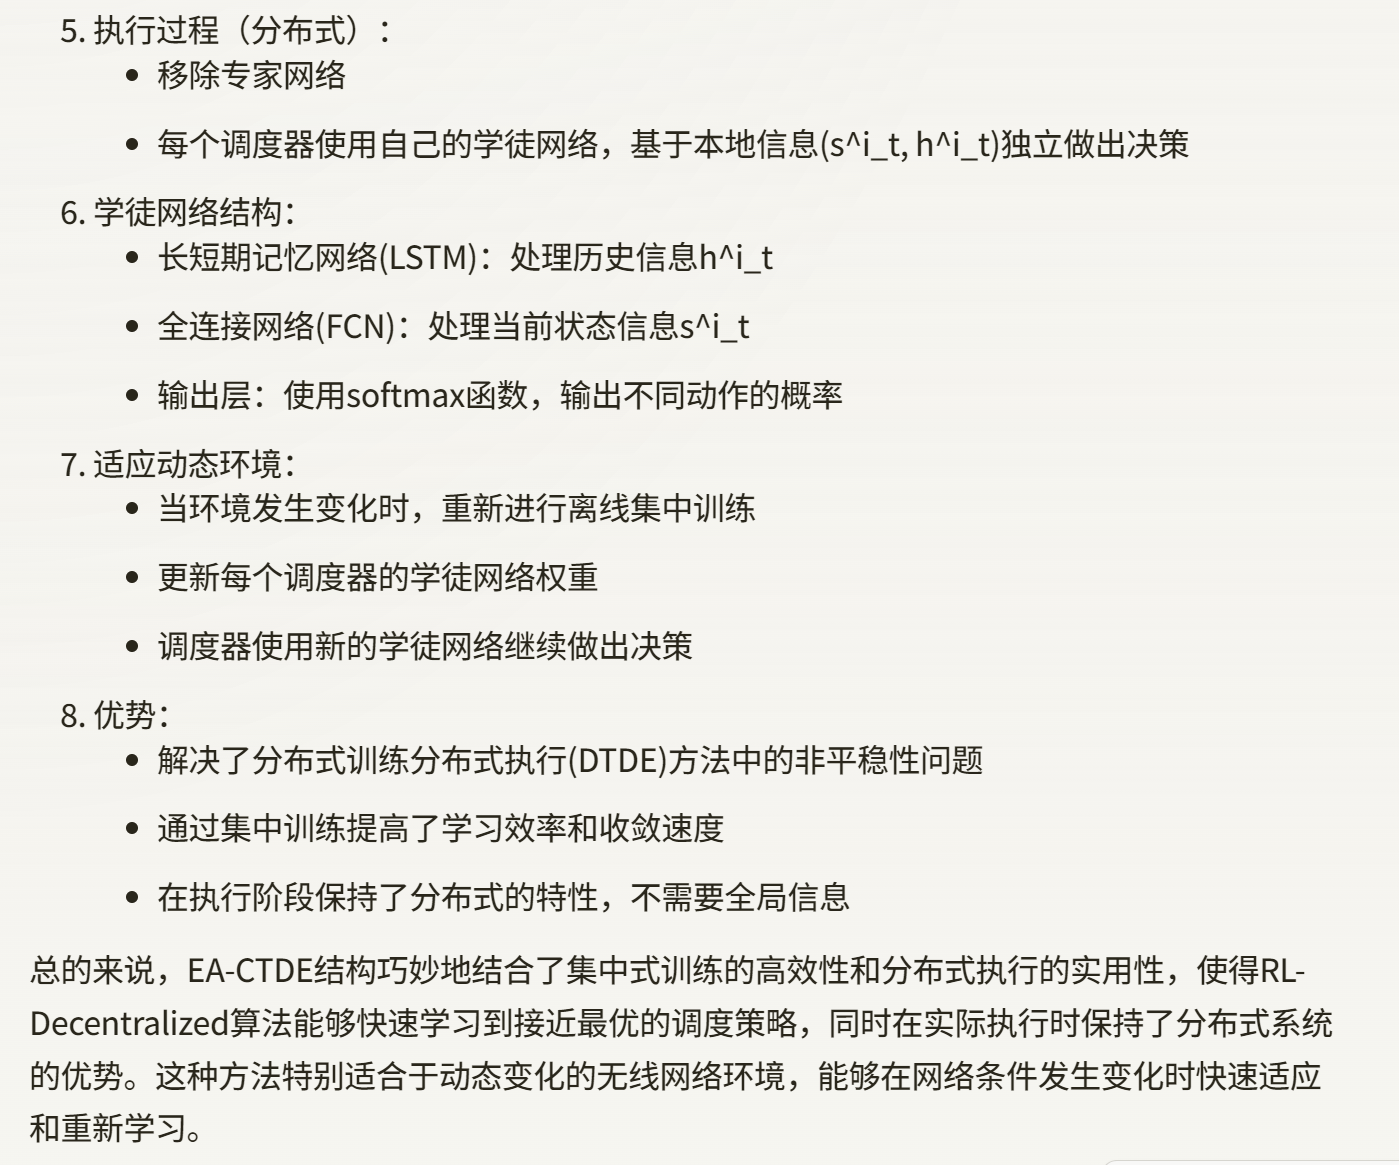 5. 执行过程（分布式）：
• 移除专家网络
• 每个调度器使用自己的学徒网络，基于本地信息(s^i_t, h^i_t)独立做出决策
6. 学徒网络结构：
• 长短期记忆网络(LSTM)：处理历史信息h^i_t
• 全连接网络(FCN)：处理当前状态信息s^i_t
• 输出层：使用softmax函数，输出不同动作的概率
7. 适应动态环境：
• 当环境发生变化时，重新进行离线集中训练
• 更新每个调度器的学徒网络权重
• 调度器使用新的学徒网络继续做出决策
8. 优势：
• 解决了分布式训练分布式执行(DTDE)方法中的非平稳性问题
• 通过集中训练提高了学习效率和收敛速度
• 在执行阶段保持了分布式的特性，不需要全局信息
总的来说，EA-CTDE结构巧妙地结合了集中式训练的高效性和分布式执行的实用性，使得RL-
Decentralized算法能够快速学习到接近最优的调度策略，同时在实际执行时保持了分布式系统
的优势。这种方法特别适合于动态变化的无线网络环境，能够在网络条件发生变化时快速适应
和重新学习。